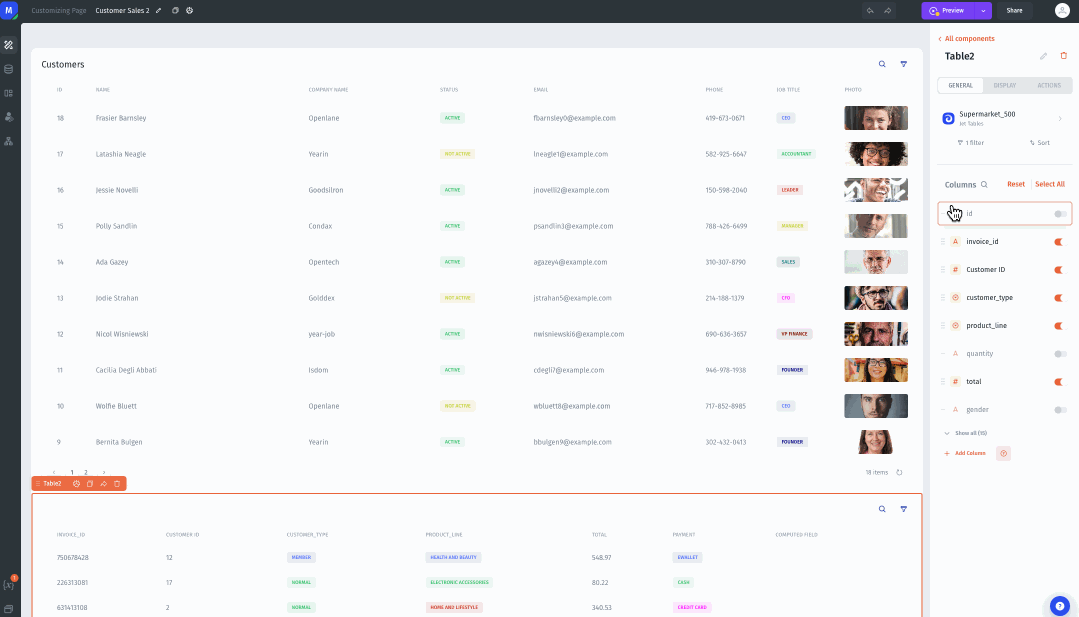 M Customizing Page Customer Sales 2 Preview Share
All components
Table2
GENERAL DISPLAY ACTIONS
Supermarket_500
Jet Tables
1 filter Sort
Columns Reset Select All
id
A invoice_id
# Customer ID
customer_type
product_line
A quantity
# total
A gender
Show all (15)
+ Add Column
Customers
ID NAME COMPANY NAME STATUS EMAIL PHONE JOB TITLE PHOTO
18 Frasier Barnsley Openlane ACTIVE fbarnsley0@example.com 419-673-0671 CEO
17 Latashia Neagle Yearin NOT ACTIVE lneagle1@example.com 582-925-6647 ACCOUNTANT
16 Jessie Novelli Goodsilron ACTIVE jnovelli2@example.com 150-598-2040 LEADER
15 Polly Sandlin Condax ACTIVE psandlin3@example.com 788-426-6499 MANAGER
14 Ada Gazey Opentech ACTIVE agazey4@example.com 310-307-8790 SALES
13 Jodie Strahan Golddex NOT ACTIVE jstrahan5@example.com 214-188-1379 CFO
12 Nicol Wisniewski year-job ACTIVE nwisniewski6@example.com 690-636-3657 VP FINANCE
11 Cacilia Degli Abbati Isdom ACTIVE cdegli7@example.com 946-978-1938 FOUNDER
10 Wolfie Bluett Openlane NOT ACTIVE wbluett8@example.com 717-852-8985 CEO
9 Bernita Bulgen Yearin ACTIVE bbulgen9@example.com 302-432-0413 FOUNDER
‹ 1 2 › 18 items
Table2
INVOICE_ID CUSTOMER ID CUSTOMER_TYPE PRODUCT_LINE TOTAL PAYMENT COMPUTED FIELD
750678428 12 MEMBER HEALTH AND BEAUTY 548.97 EWALLET
226313081 17 NORMAL ELECTRONIC ACCESSORIES 80.22 CASH
631413108 2 NORMAL HOME AND LIFESTYLE 340.53 CREDIT CARD
{x} 1
?